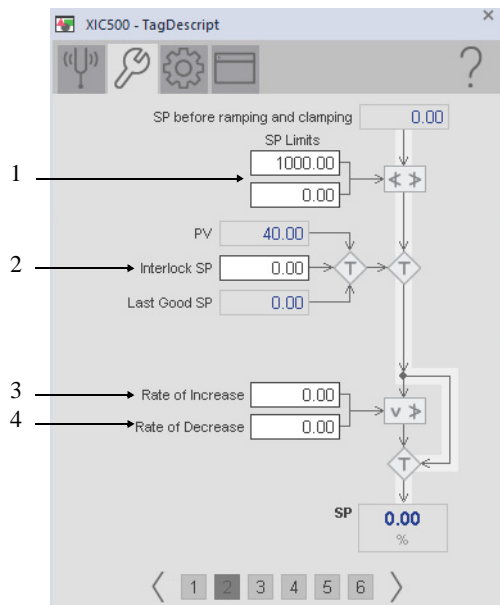 XIC500 - TagDescript
×
?
SP before ramping and clamping 0.00
SP Limits
1 1000.00
0.00
PV 40.00
2 Interlock SP 0.00 T T
Last Good SP 0.00
3 Rate of Increase 0.00
4 Rate of Decrease 0.00
V
T
SP 0.00
%
1 2 3 4 5 6